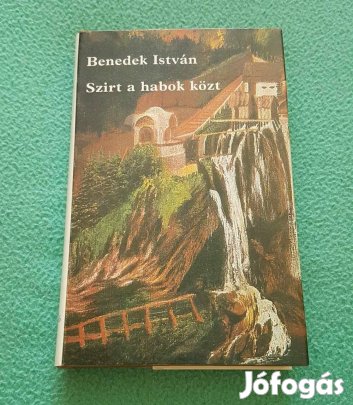 Benedek István
Szirt a habok közt
Jófogás